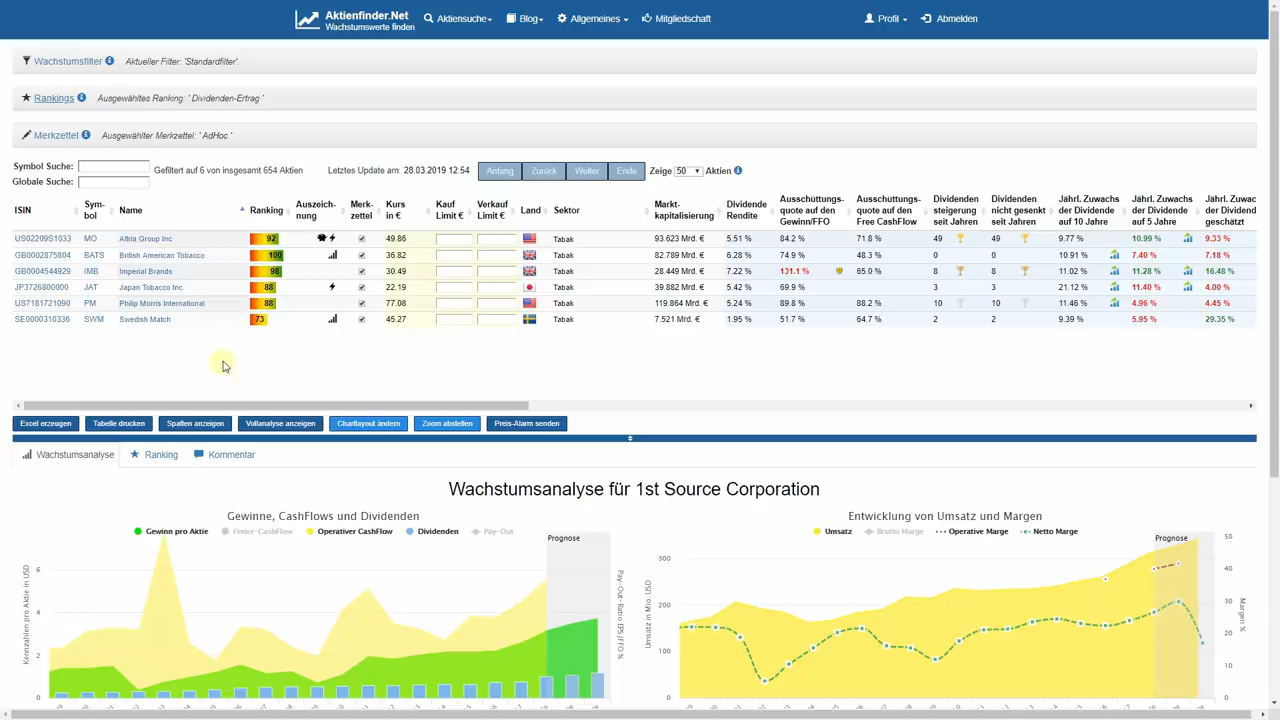 Aktienfinder.Net
Wachstumswerte finden
Aktiensuche
Blog
Allgemeines
Mitgliedschaft
Profil
Abmelden
Wachstumsfilter Aktueller Filter: 'Standardfilter'.
Rankings Ausgewähltes Ranking: ' Dividenden-Ertrag '
Merkzettel Ausgewählter Merkzettel: ' AdHoc '
Symbol Suche:
Globale Suche:
Gefiltert auf 6 von insgesamt 654 Aktien
Letztes Update am: 28.03.2019 12:54
Anfang Zurück Weiter Ende
Zeige 50 Aktien
ISIN Sym-bol Name Ranking Auszeich-nung Merk-zettel Kurs in € Kauf Limit € Verkauf Limit € Land Sektor Markt-kapitalisierung Dividende Rendite Ausschüttungs-quote auf den Gewinn/FFO Ausschüttungs-quote auf den Free CashFlow Dividenden steigerung seit Jahren Dividenden nicht gesenkt seit Jahren Jährl. Zuwachs der Dividende auf 10 Jahre Jährl. Zuwachs der Dividende auf 5 Jahre Jährl. Zuwac der Dividend geschätzt
US02209S1033 MO Altria Group Inc 92 49.86 Tabak 93.623 Mrd. € 5.51 % 84.2 % 71.8 % 49 49 9.77 % 10.99 % 9.33 %
GB0002875804 BATS British American Tobacco 100 36.82 Tabak 82.789 Mrd. € 6.28 % 74.9 % 48.3 % 0 0 10.91 % 7.40 % 7.18 %
GB0004544929 IMB Imperial Brands 98 30.49 Tabak 28.449 Mrd. € 7.22 % 131.1 % 65.0 % 8 8 11.02 % 11.28 % 16.48 %
JP3726800000 JAT Japan Tobacco Inc. 88 22.19 Tabak 39.882 Mrd. € 5.42 % 69.9 % 3 3 21.12 % 11.40 % 4.00 %
US7181721090 PM Philip Morris International 88 77.08 Tabak 119.864 Mrd. € 5.24 % 89.8 % 88.2 % 10 10 11.46 % 4.96 % 4.45 %
SE0000310336 SWM Swedish Match 73 45.27 Tabak 7.521 Mrd. € 1.95 % 51.7 % 64.7 % 2 2 9.39 % 5.95 % 29.35 %
Excel erzeugen Tabelle drucken Spalten anzeigen Vollanalyse anzeigen Chartlayout ändern Zoom abstellen Preis-Alarm senden
Wachstumsanalyse Ranking Kommentar
Wachstumsanalyse für 1st Source Corporation
Gewinne, CashFlows und Dividenden
Gewinn pro Aktie Freier-CashFlow Operativer CashFlow Dividenden Pay-Out
Prognose
Kennzahlen pro Aktie in USD
6
4
2
0
Pay-Out-Ratio EPS / FFO %
Entwicklung von Umsatz und Margen
Umsatz Brutto Marge Operative Marge Netto Marge
Prognose
Umsatz in Mio. USD
300
200
100
0
50
40
30
20
10
0
Margen %